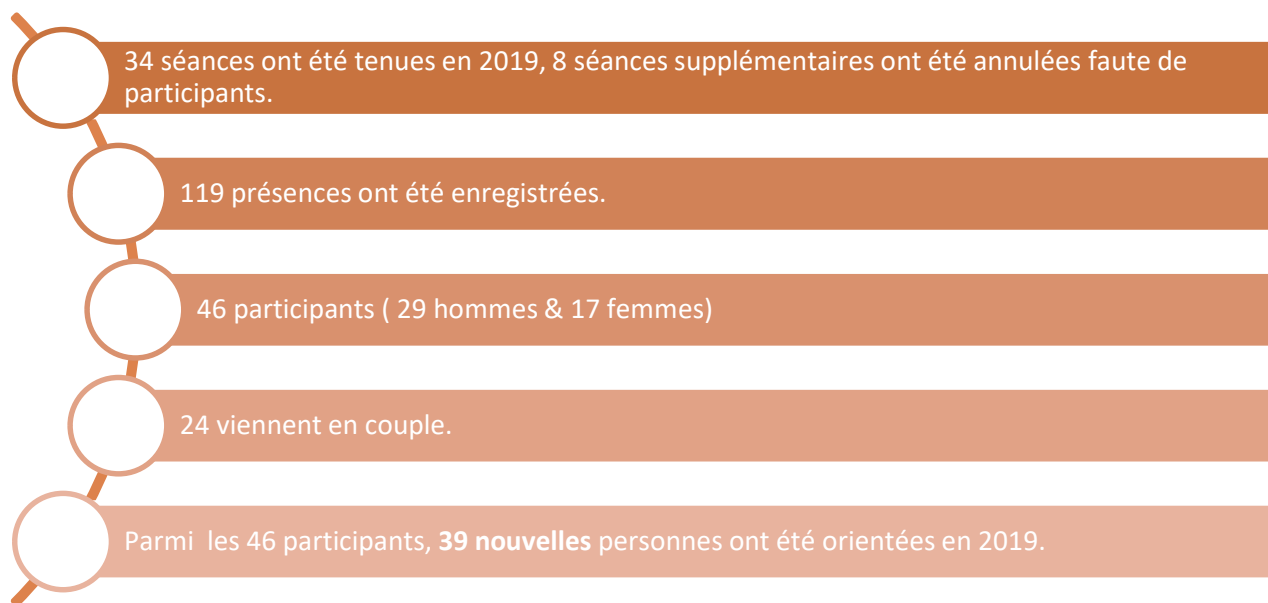 34 séances ont été tenues en 2019, 8 séances supplémentaires ont été annulées faute de
participants.
119 présences ont été enregistrées.
46 participants ( 29 hommes & 17 femmes)
24 viennent en couple.
Parmi les 46 participants, 39 nouvelles personnes ont été orientées en 2019.